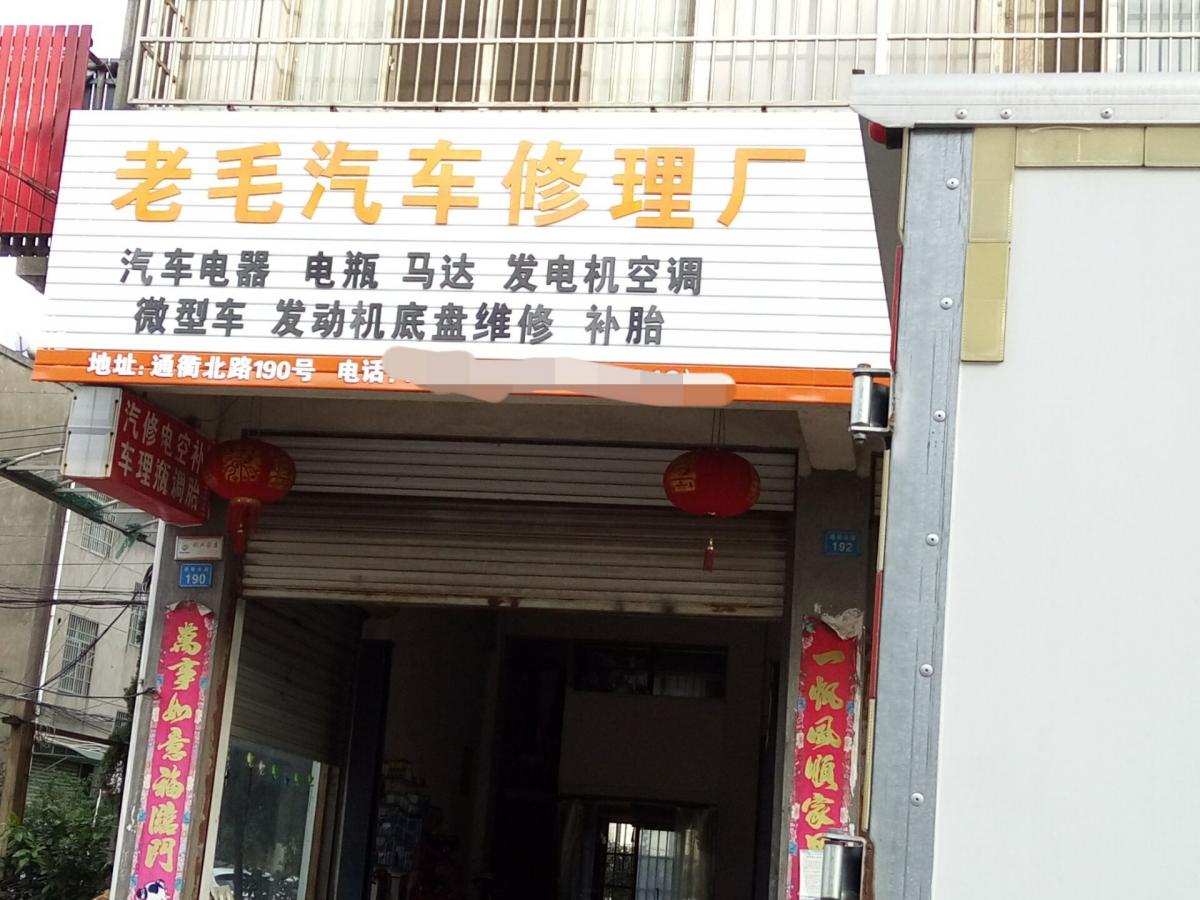 老毛汽车修理厂
汽车电器 电瓶 马达 发电机空调
微型车 发动机底盘维修 补胎
地址:通衢北路190号 电话:
汽修电空补
车理瓶调胎
190
192
萬事如意福臨門
一帆風順家